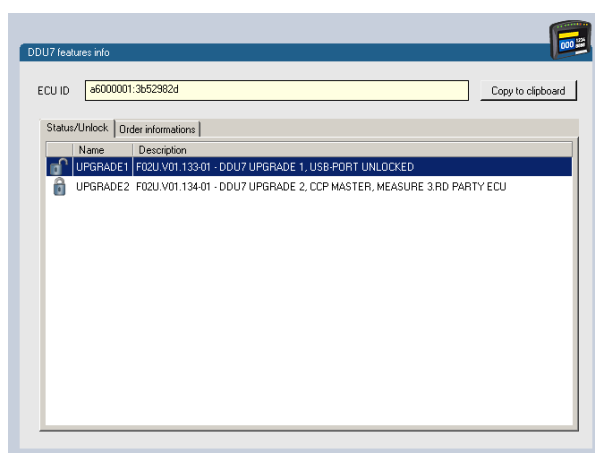 DDU7 features info
000 1234
ECU ID a6000001:3b52982d Copy to clipboard
Status/Unlock Order informations
Name Description
UPGRADE1 F02U.V01.133-01 - DDU7 UPGRADE 1, USB-PORT UNLOCKED
UPGRADE2 F02U.V01.134-01 - DDU7 UPGRADE 2, CCP MASTER, MEASURE 3.RD PARTY ECU